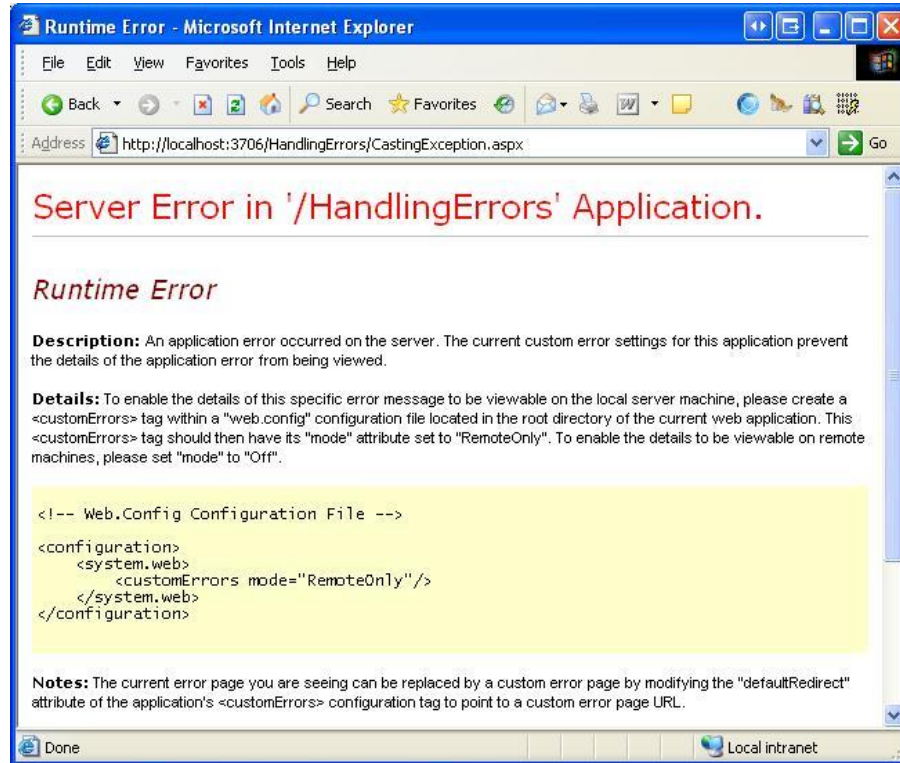 Runtime Error - Microsoft Internet Explorer
File Edit View Favorites Tools Help
Back Search Favorites
Address http://localhost:3706/HandlingErrors/CastingException.aspx Go
Server Error in '/HandlingErrors' Application.
Runtime Error
Description: An application error occurred on the server. The current custom error settings for this application prevent
the details of the application error from being viewed.
Details: To enable the details of this specific error message to be viewable on the local server machine, please create a
<customErrors> tag within a "web.config" configuration file located in the root directory of the current web application. This
<customErrors> tag should then have its "mode" attribute set to "RemoteOnly". To enable the details to be viewable on remote
machines, please set "mode" to "Off".
<!-- Web.Config Configuration File -->
<configuration>
    <system.web>
        <customErrors mode="RemoteOnly"/>
    </system.web>
</configuration>
Notes: The current error page you are seeing can be replaced by a custom error page by modifying the "defaultRedirect"
attribute of the application's <customErrors> configuration tag to point to a custom error page URL.
Done Local intranet